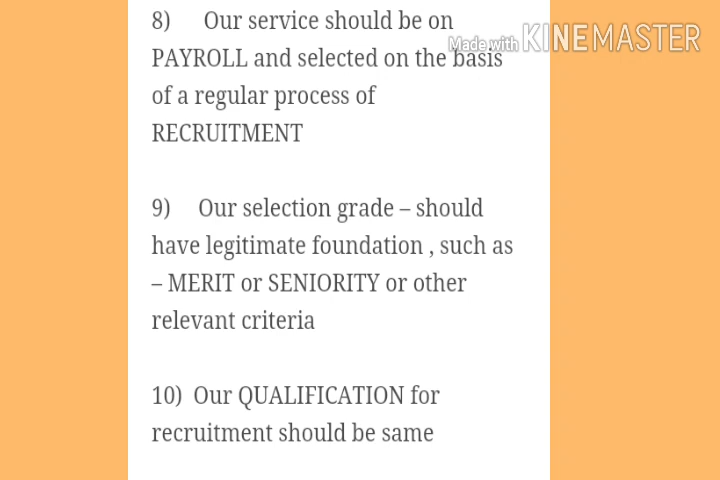 8) Our service should be on
PAYROLL and selected on the basis
of a regular process of
RECRUITMENT
9) Our selection grade – should
have legitimate foundation , such as
– MERIT or SENIORITY or other
relevant criteria
10) Our QUALIFICATION for
recruitment should be same
Made with KINEMASTER